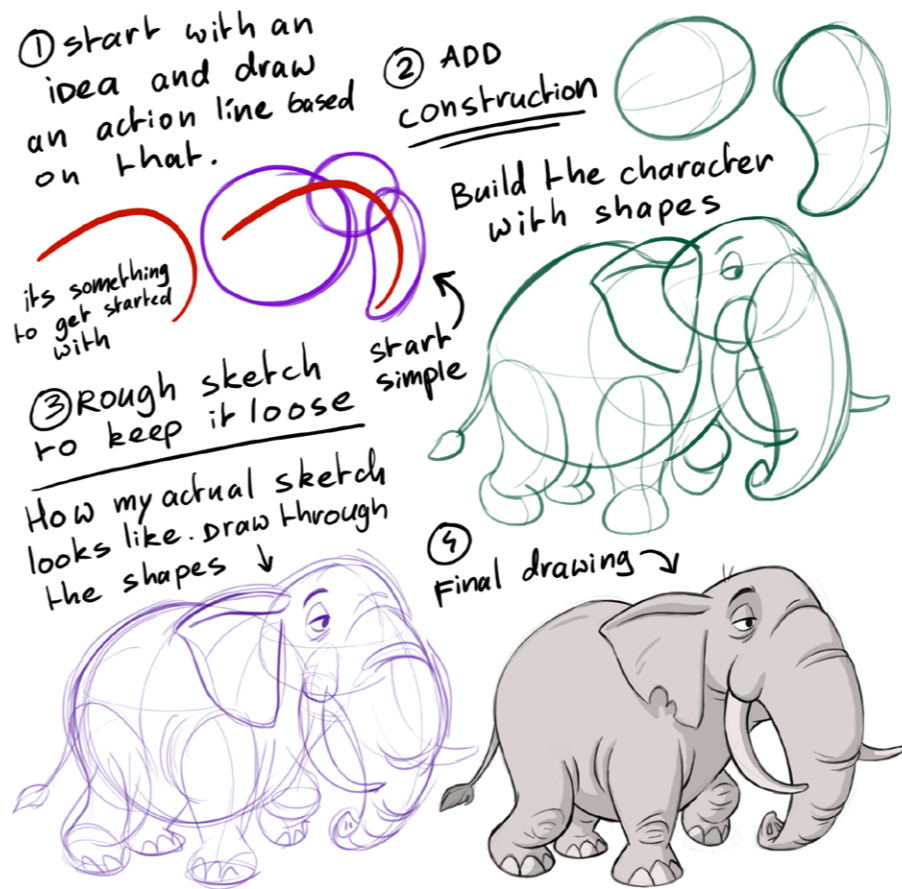 ① start with an
idea and draw
an action line based
on that.
its something
to get started
with
start
simple
② ADD
construction
Build the character
with shapes
③ Rough sketch
to keep it loose
How my actual sketch
looks like. Draw through
the shapes
④
Final drawing